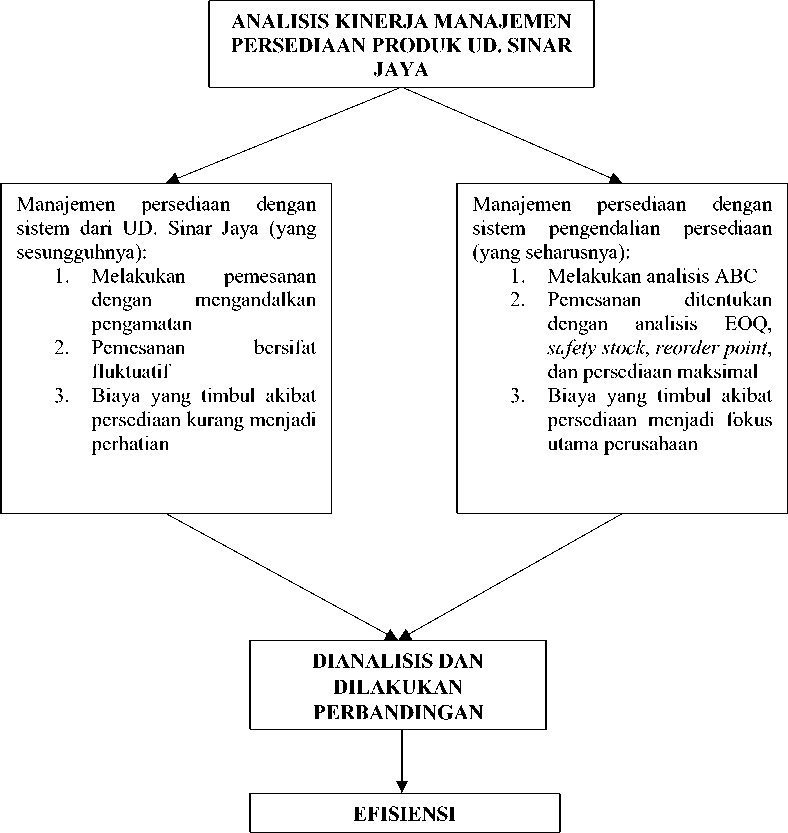 ANALISIS KINERJA MANAJEMEN
PERSEDIAAN PRODUK UD. SINAR
JAYA
Manajemen persediaan dengan
sistem dari UD. Sinar Jaya (yang
sesungguhnya):
1. Melakukan pemesanan
dengan mengandalkan
pengamatan
2. Pemesanan bersifat
fluktuatif
3. Biaya yang timbul akibat
persediaan kurang menjadi
perhatian
Manajemen persediaan dengan
sistem pengendalian persediaan
(yang seharusnya):
1. Melakukan analisis ABC
2. Pemesanan ditentukan
dengan analisis EOQ,
safety stock, reorder point,
dan persediaan maksimal
3. Biaya yang timbul akibat
persediaan menjadi fokus
utama perusahaan
DIANALISIS DAN
DILAKUKAN
PERBANDINGAN
EFISIENSI